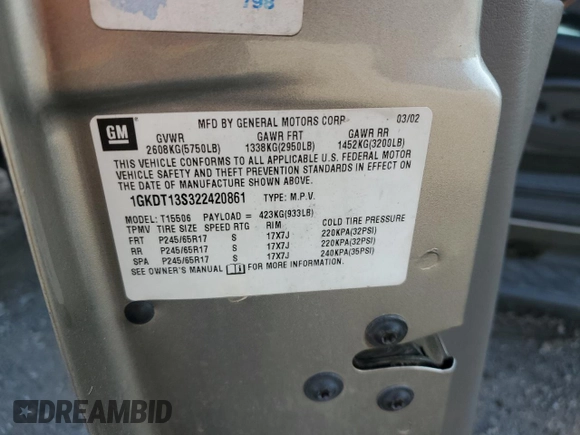 798
GM
MFD BY GENERAL MOTORS CORP 03/02
GVWR GAWR FRT GAWR RR
2608KG(5750LB) 1338KG(2950LB) 1452KG(3200LB)
THIS VEHICLE CONFORMS TO ALL APPLICABLE U.S. FEDERAL MOTOR
VEHICLE SAFETY AND THEFT PREVENTION STANDARDS IN EFFECT ON
THE DATE OF MANUFACTURE SHOWN ABOVE.
1GKDT13S322420861 TYPE: M.P.V.
MODEL: T15506 PAYLOAD = 423KG(933LB)
TPMV TIRE SIZE SPEED RTG RIM COLD TIRE PRESSURE
FRT P245/65R17 S 17X7J 220KPA(32PSI)
RR P245/65R17 S 17X7J 220KPA(32PSI)
SPA P245/65R17 S 17X7J 240KPA(35PSI)
SEE OWNER'S MANUAL FOR MORE INFORMATION.
DREAMBID